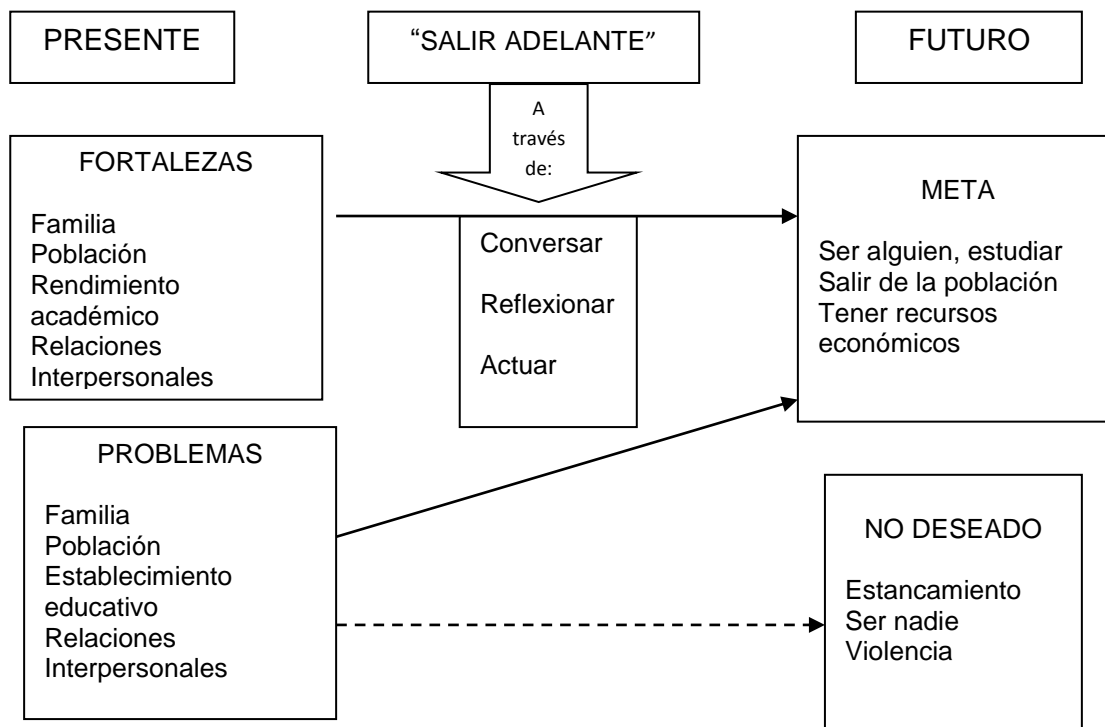 PRESENTE
“SALIR ADELANTE”
FUTURO
A
través
de:
FORTALEZAS
Familia
Población
Rendimiento
académico
Relaciones
Interpersonales
Conversar
Reflexionar
Actuar
META
Ser alguien, estudiar
Salir de la población
Tener recursos
económicos
PROBLEMAS
Familia
Población
Establecimiento
educativo
Relaciones
Interpersonales
NO DESEADO
Estancamiento
Ser nadie
Violencia